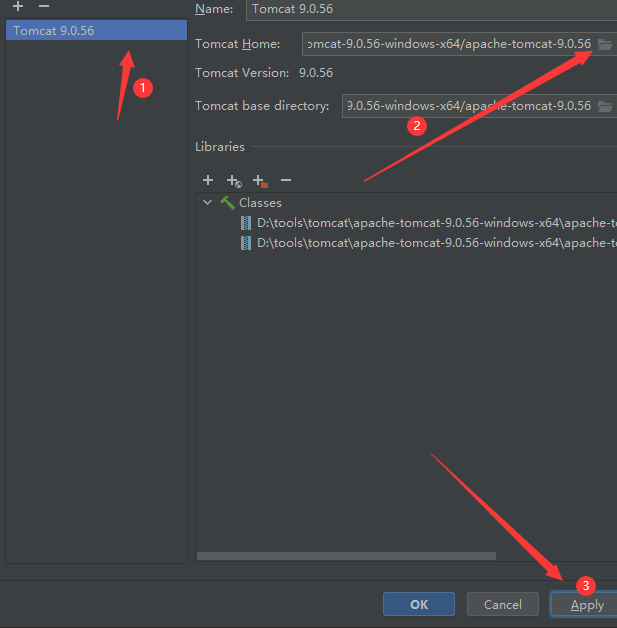 Name: Tomcat 9.0.56
Tomcat 9.0.56
Tomcat Home: omcat-9.0.56-windows-x64/apache-tomcat-9.0.56
1
Tomcat Version: 9.0.56
Tomcat base directory: 9.0.56-windows-x64/apache-tomcat-9.0.56
2
Libraries
Classes
D:\tools\tomcat\apache-tomcat-9.0.56-windows-x64\apache-to
D:\tools\tomcat\apache-tomcat-9.0.56-windows-x64\apache-to
3
OK Cancel Apply